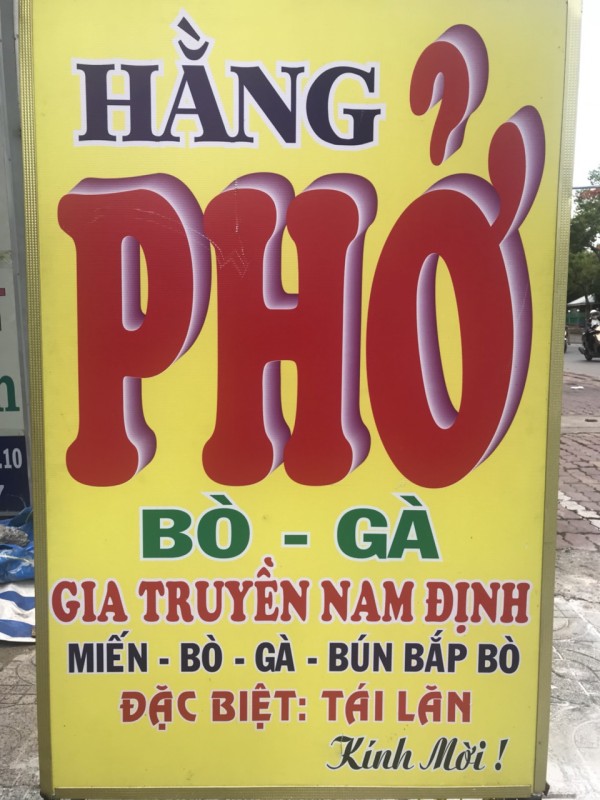 HẰNG
PHỞ
BÒ - GÀ
GIA TRUYỀN NAM ĐỊNH
MIẾN - BÒ - GÀ - BÚN BẮP BÒ
ĐẶC BIỆT: TÁI LĂN
Kính Mời !
.10